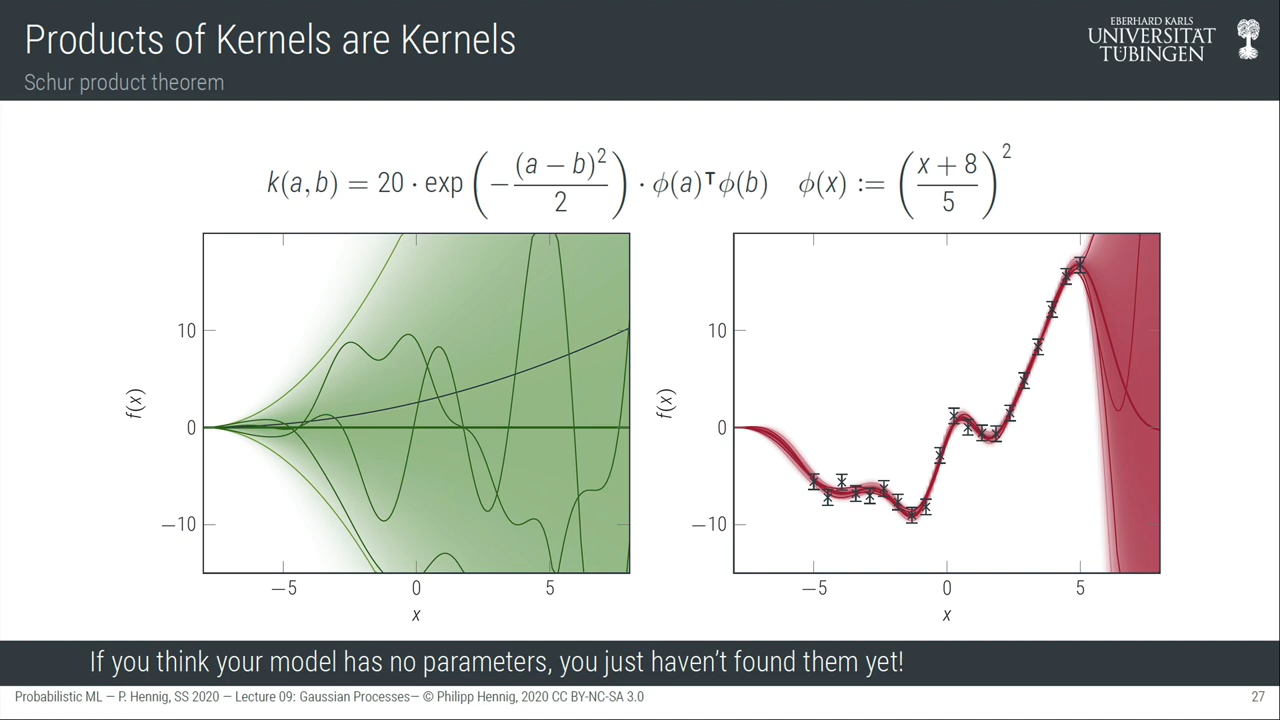 Products of Kernels are Kernels
Schur product theorem
EBERHARD KARLS
UNIVERSITÄT
TÜBINGEN
k(a, b) = 20 · exp(−(a − b)²/2) · ϕ(a)ᵀϕ(b) ϕ(x) := ((x + 8)/5)²
10
0
−10
f(x)
−5 0 5
x
10
0
−10
f(x)
−5 0 5
x
If you think your model has no parameters, you just haven't found them yet!
Probabilistic ML — P. Hennig, SS 2020 — Lecture 09: Gaussian Processes— © Philipp Hennig, 2020 CC BY-NC-SA 3.0
27